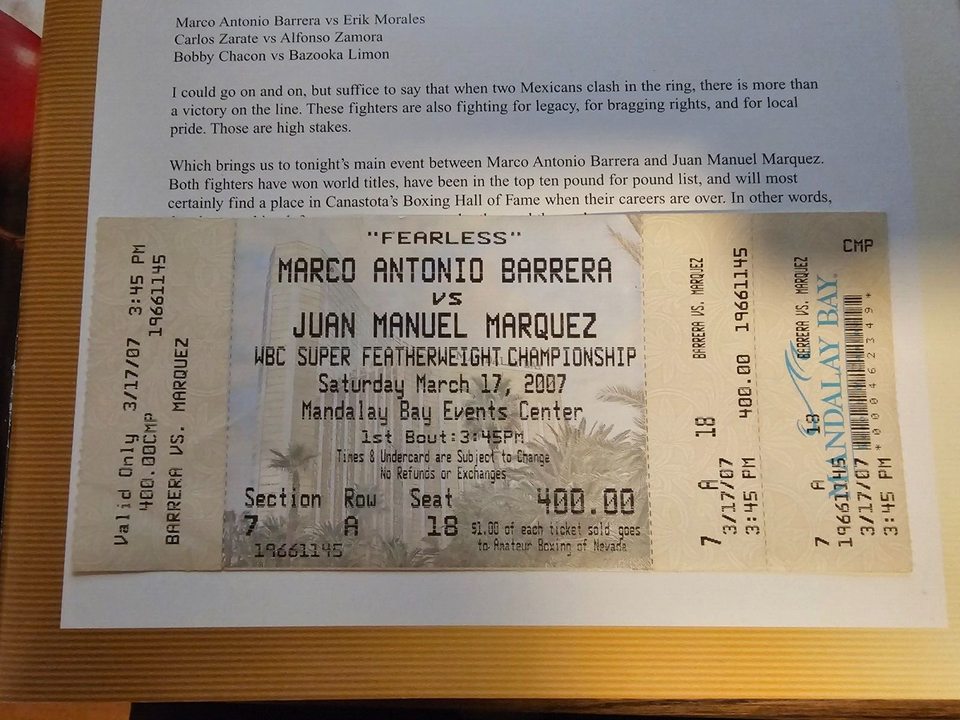 Marco Antonio Barrera vs Erik Morales
Carlos Zarate vs Alfonso Zamora
Bobby Chacon vs Bazooka Limon
I could go on and on, but suffice to say that when two Mexicans clash in the ring, there is more than
a victory on the line. These fighters are also fighting for legacy, for bragging rights, and for local
pride. Those are high stakes.
Which brings us to tonight's main event between Marco Antonio Barrera and Juan Manuel Marquez.
Both fighters have won world titles, have been in the top ten pound for pound list, and will most
certainly find a place in Canastota's Boxing Hall of Fame when their careers are over. In other words,
Valid Only 3/17/07 3:45 PM
400.00CMP 19661145
BARRERA VS. MARQUEZ
"FEARLESS"
MARCO ANTONIO BARRERA
VS
JUAN MANUEL MARQUEZ
WBC SUPER FEATHERWEIGHT CHAMPIONSHIP
Saturday March 17, 2007
Mandalay Bay Events Center
1st Bout:3:45PM
Times & Undercard are Subject to Change
No Refunds or Exchanges
Section Row Seat 400.00
7 A 18 $1.00 of each ticket sold goes
19661145 to Amateur Boxing of Nevada
BARRERA VS. MARQUEZ
7 A 18
3/17/07 400.00 19661145
3:45 PM
CMP
BARRERA VS. MARQUEZ
7 A 18
MANDALAY BAY
19661145
3/17/07
3:45 PM
*000462349*